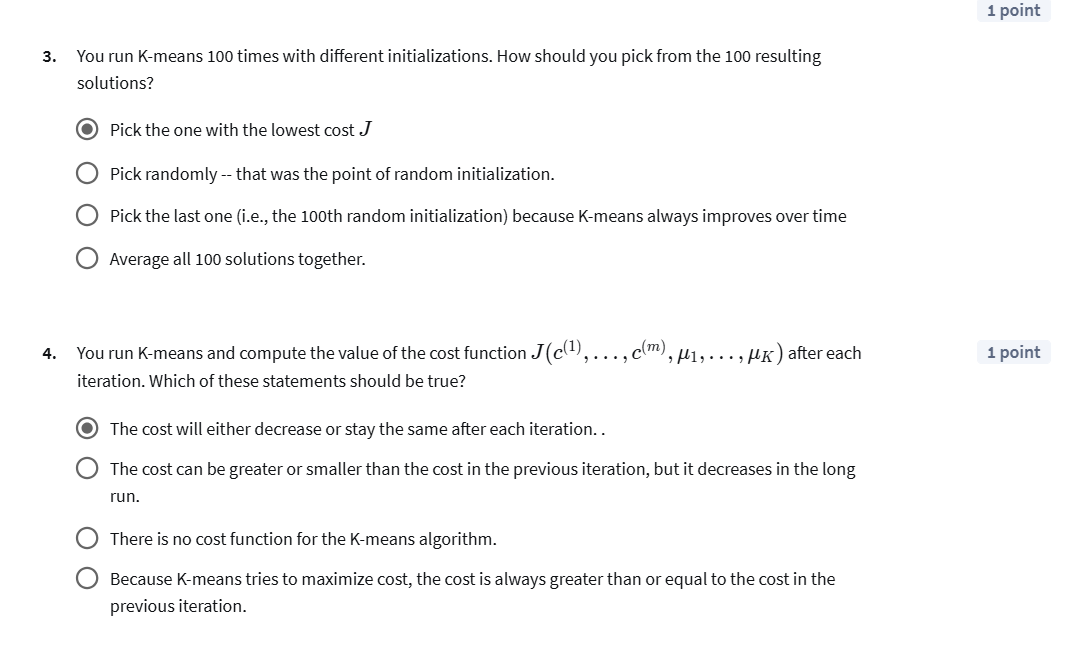 1 point
3. You run K-means 100 times with different initializations. How should you pick from the 100 resulting
solutions?
Pick the one with the lowest cost J
Pick randomly -- that was the point of random initialization.
Pick the last one (i.e., the 100th random initialization) because K-means always improves over time
Average all 100 solutions together.
4. You run K-means and compute the value of the cost function J(c⁽¹⁾, . . . , c⁽ᵐ⁾, μ₁, . . . , μ_K) after each
1 point
iteration. Which of these statements should be true?
The cost will either decrease or stay the same after each iteration. .
The cost can be greater or smaller than the cost in the previous iteration, but it decreases in the long
run.
There is no cost function for the K-means algorithm.
Because K-means tries to maximize cost, the cost is always greater than or equal to the cost in the
previous iteration.